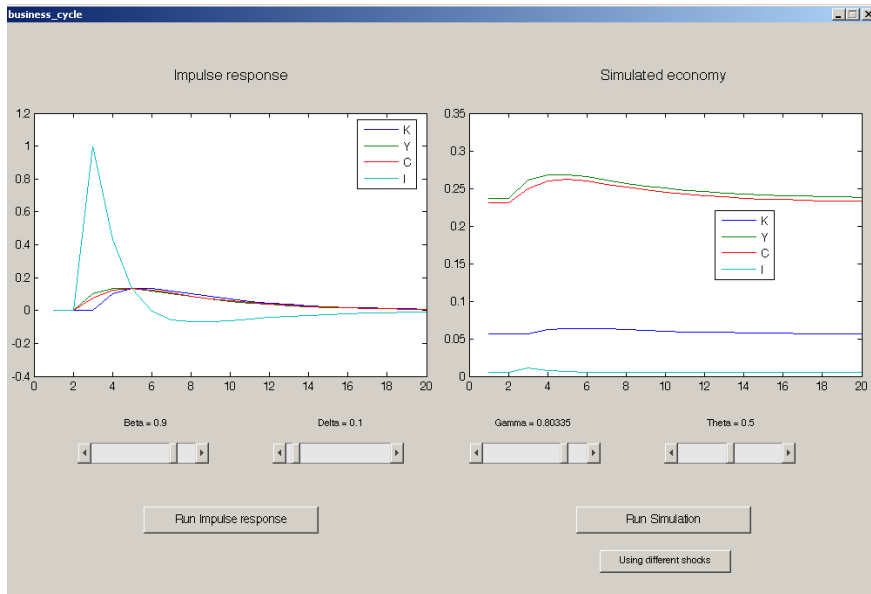 business_cycle
Impulse response
1.2
1
0.8
0.6
0.4
0.2
0
-0.2
-0.4
0 2 4 6 8 10 12 14 16 18 20
K
Y
C
I
Simulated economy
0.35
0.3
0.25
0.2
0.15
0.1
0.05
0
0 2 4 6 8 10 12 14 16 18 20
K
Y
C
I
Beta = 0.9
Delta = 0.1
Gamma = 0.80335
Theta = 0.5
Run Impulse response
Run Simulation
Using different shocks